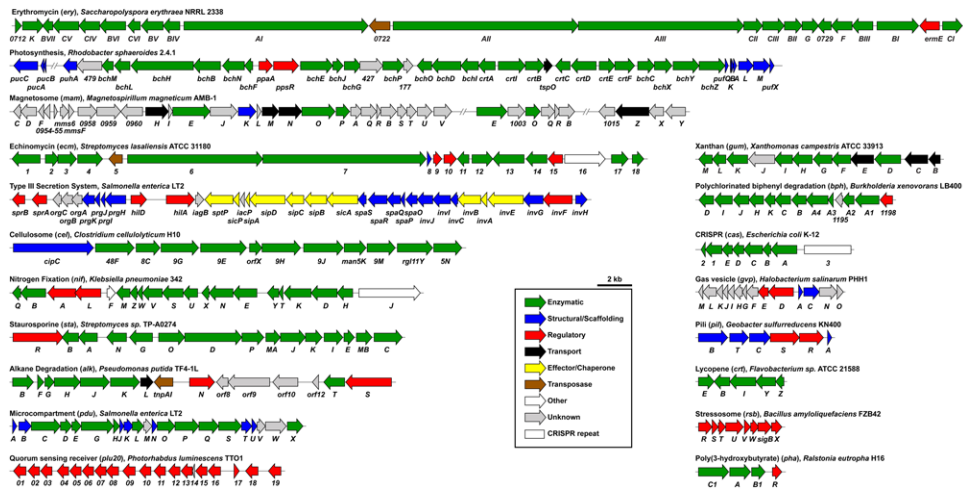 Erythromycin (ery), Saccharopolyspora erythraea NRRL 2338
0712 K BVII CV CIV BVI CVI BV BIV AI 0722 AII AIII CII CIII BII G 0729 F BIII BI ermE CI
Photosynthesis, Rhodobacter sphaeroides 2.4.1
pucC pucB puhA 479 bchM bchH bchB bchN ppaA bchE bchJ 427 bchP bchO bchD bchI crtA crtI crtB crtC crtD crtE crtF bchC bchY pufQ B A L M
pucA bchL bchF ppsR bchG 177 tspO bchX bchZ K pufX
Magnetosome (mam), Magnetospirillum magneticum AMB-1
C D F mms6 0958 0959 0960 H I E J K L M N O P A Q R B S T U V E 1003 O Q R B 1015 Z X Y
0954-55 mmsF
Echinomycin (ecm), Streptomyces lasaliensis ATCC 31180
1 2 3 4 5 6 7 8 9 10 11 12 13 14 15 16 17 18
Xanthan (gum), Xanthomonas campestris ATCC 33913
M L K J I H G F E D C B
Type III Secretion System, Salmonella enterica LT2
sprB sprA orgC orgA prgJ prgH hilD hilA iagB sptP iacP sipD sipC sipB sicA spaS spaQ spaO invI invB invE invG invF invH
orgB prgK prgI sicP sipA spaR spaP invJ invC invA
Polychlorinated biphenyl degradation (bph), Burkholderia xenovorans LB400
D I J H K C B A4 A3 A2 A1 1198
1195
Cellulosome (cel), Clostridium cellulolyticum H10
cipC 48F 8C 9G 9E orfX 9H 9J man5K 9M rgl11Y 5N
CRISPR (cas), Escherichia coli K-12
2 1 E D C B A 3
Nitrogen Fixation (nif), Klebsiella pneumoniae 342
Q B A L F M Z W V S U X N E Y T K D H J
2 kb
Gas vesicle (gvp), Halobacterium salinarum PHH1
M L K J I H G F E D A C N O
Enzymatic
Structural/Scaffolding
Regulatory
Transport
Effector/Chaperone
Transposase
Other
Unknown
CRISPR repeat
Staurosporine (sta), Streptomyces sp. TP-A0274
R B A N G O D P MA J K I E MB C
Pili (pil), Geobacter sulfurreducens KN400
B T C S R A
Alkane Degradation (alk), Pseudomonas putida TF4-1L
B F G H J K L tnpAI N orf8 orf9 orf10 orf12 T S
Lycopene (crt), Flavobacterium sp. ATCC 21588
E B I Y Z
Microcompartment (pdu), Salmonella enterica LT2
A B C D E G H J K L M N O P Q S T U V W X
Stressosome (rsb), Bacillus amyloliquefaciens FZB42
R S T U V W sigB X
Quorum sensing receiver (plu20), Photorhabdus luminescens TTO1
01 02 03 04 05 06 07 08 09 10 11 12 13 14 15 16 17 18 19
Poly(3-hydroxybutyrate) (pha), Ralstonia eutropha H16
C1 A B1 R